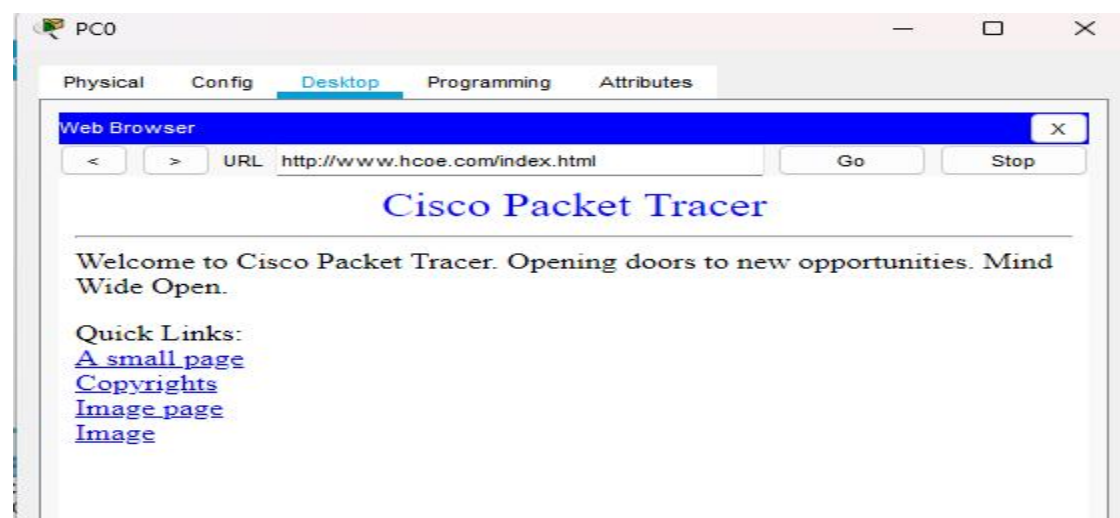 PC0
Physical Config Desktop Programming Attributes
Web Browser X
< > URL http://www.hcoe.com/index.html Go Stop
Cisco Packet Tracer
Welcome to Cisco Packet Tracer. Opening doors to new opportunities. Mind
Wide Open.
Quick Links:
A small page
Copyrights
Image page
Image